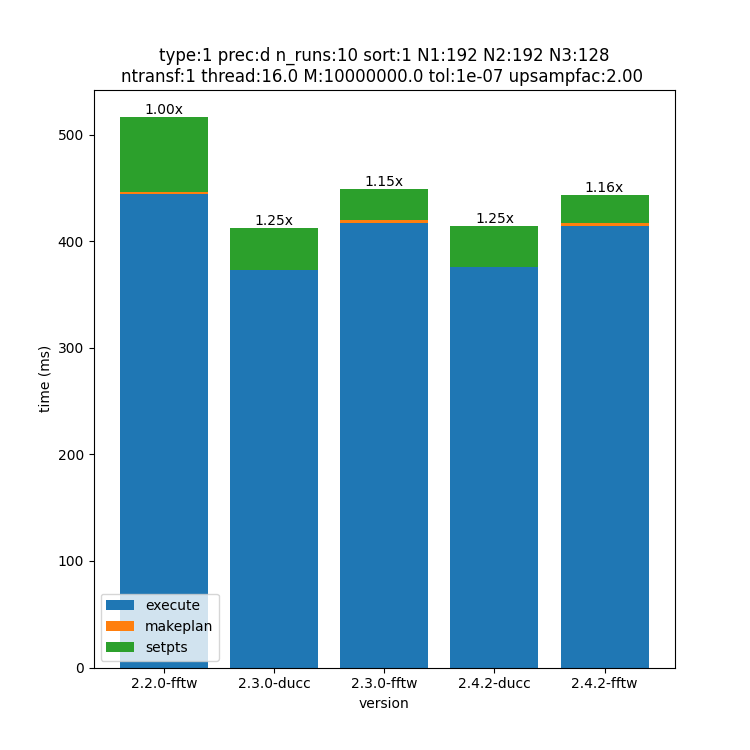 type:1 prec:d n_runs:10 sort:1 N1:192 N2:192 N3:128
ntransf:1 thread:16.0 M:10000000.0 tol:1e-07 upsampfac:2.00
1.00x
1.25x
1.15x
1.25x
1.16x
500
400
300
200
100
0
time (ms)
execute
makeplan
setpts
2.2.0-fftw
2.3.0-ducc
2.3.0-fftw
2.4.2-ducc
2.4.2-fftw
version